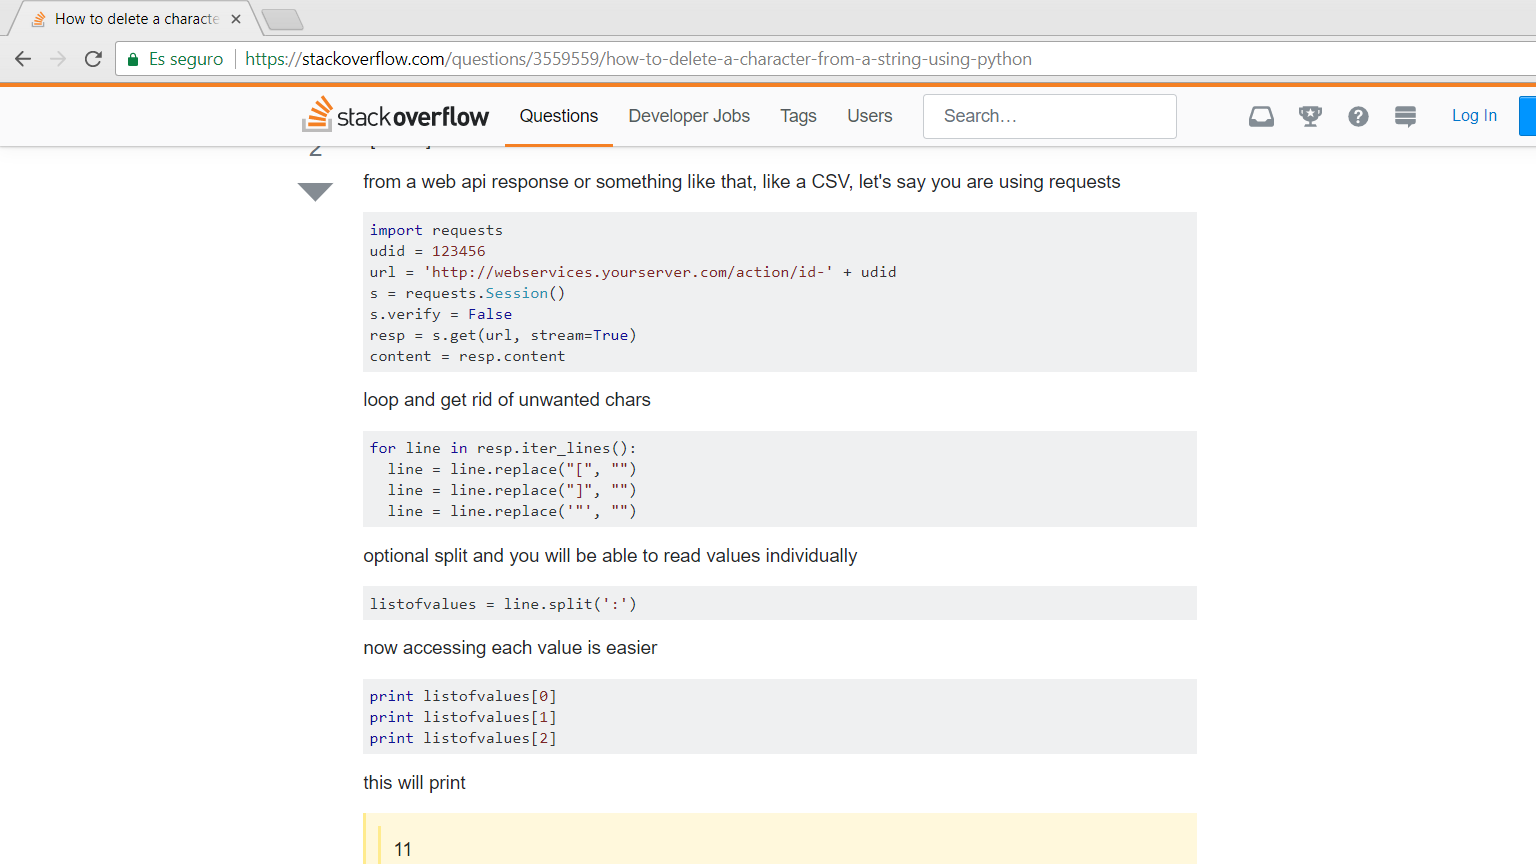 How to delete a characte
Es seguro
https://stackoverflow.com/questions/3559559/how-to-delete-a-character-from-a-string-using-python
stackoverflow
Questions
Developer Jobs
Tags
Users
Search…
Log In
2
from a web api response or something like that, like a CSV, let's say you are using requests
import requests
udid = 123456
url = 'http://webservices.yourserver.com/action/id-' + udid
s = requests.Session()
s.verify = False
resp = s.get(url, stream=True)
content = resp.content
loop and get rid of unwanted chars
for line in resp.iter_lines():
  line = line.replace("[", "")
  line = line.replace("]", "")
  line = line.replace('"', "")
optional split and you will be able to read values individually
listofvalues = line.split(':')
now accessing each value is easier
print listofvalues[0]
print listofvalues[1]
print listofvalues[2]
this will print
11